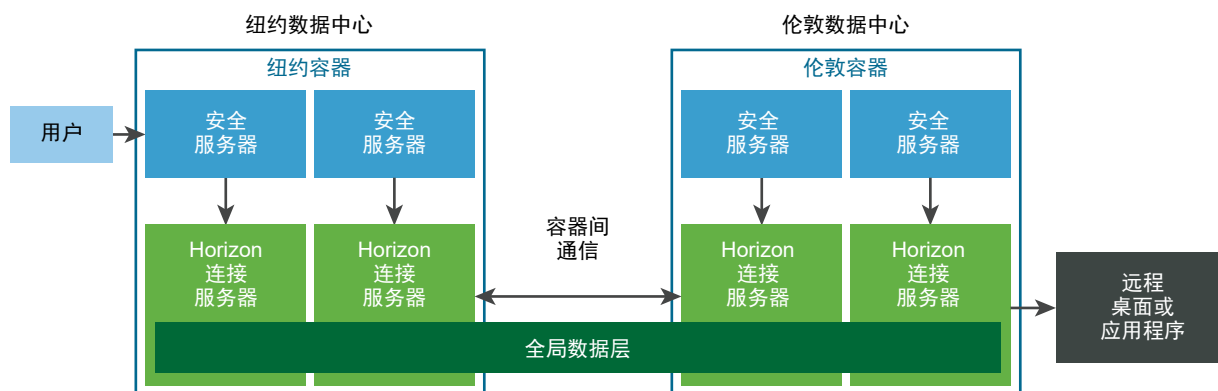 纽约数据中心
伦敦数据中心
纽约容器
伦敦容器
用户
安全
服务器
安全
服务器
安全
服务器
安全
服务器
容器间
通信
Horizon
连接
服务器
Horizon
连接
服务器
Horizon
连接
服务器
Horizon
连接
服务器
远程
桌面或
应用程序
全局数据层